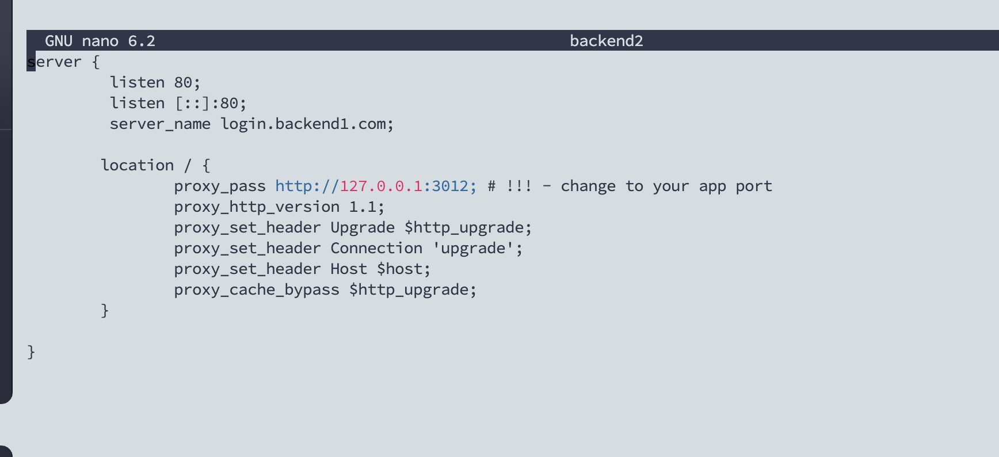 GNU nano 6.2 backend2
server {
listen 80;
listen [::]:80;
server_name login.backend1.com;
location / {
proxy_pass http://127.0.0.1:3012; # !!! - change to your app port
proxy_http_version 1.1;
proxy_set_header Upgrade $http_upgrade;
proxy_set_header Connection 'upgrade';
proxy_set_header Host $host;
proxy_cache_bypass $http_upgrade;
}
}